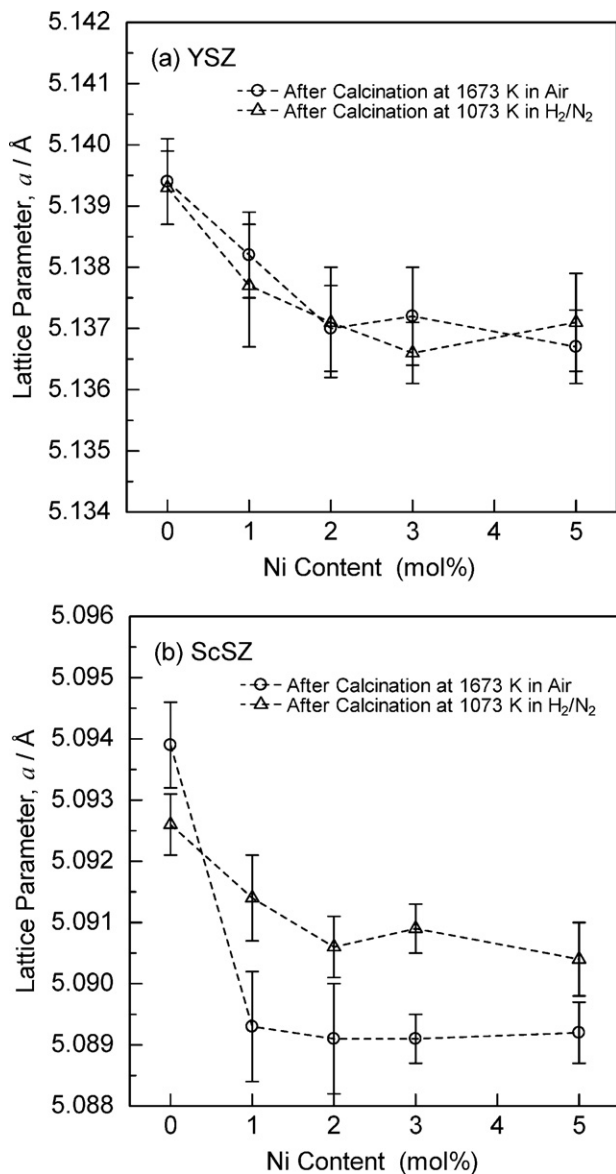 (a) YSZ
After Calcination at 1673 K in Air
After Calcination at 1073 K in H₂/N₂
Lattice Parameter, a / Å
5.142
5.141
5.140
5.139
5.138
5.137
5.136
5.135
5.134
0 1 2 3 4 5
Ni Content (mol%)
(b) ScSZ
After Calcination at 1673 K in Air
After Calcination at 1073 K in H₂/N₂
Lattice Parameter, a / Å
5.096
5.095
5.094
5.093
5.092
5.091
5.090
5.089
5.088
0 1 2 3 4 5
Ni Content (mol%)